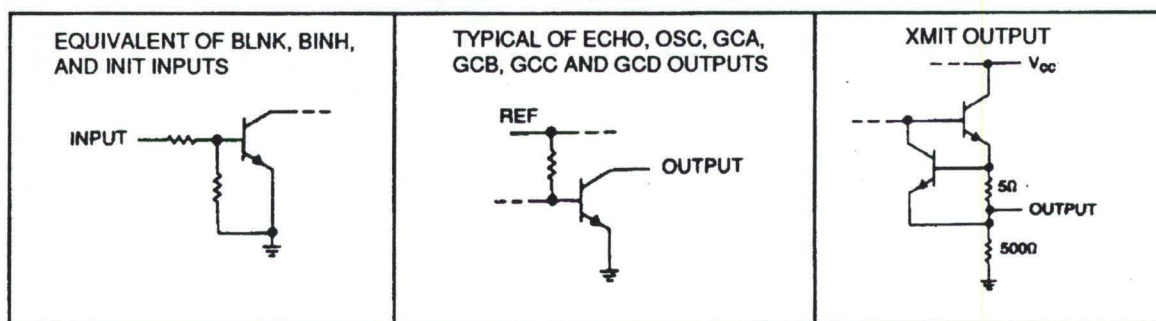 EQUIVALENT OF BLNK, BINH,
AND INIT INPUTS
INPUT
TYPICAL OF ECHO, OSC, GCA,
GCB, GCC AND GCD OUTPUTS
REF
OUTPUT
XMIT OUTPUT
VCC
5Ω
OUTPUT
500Ω